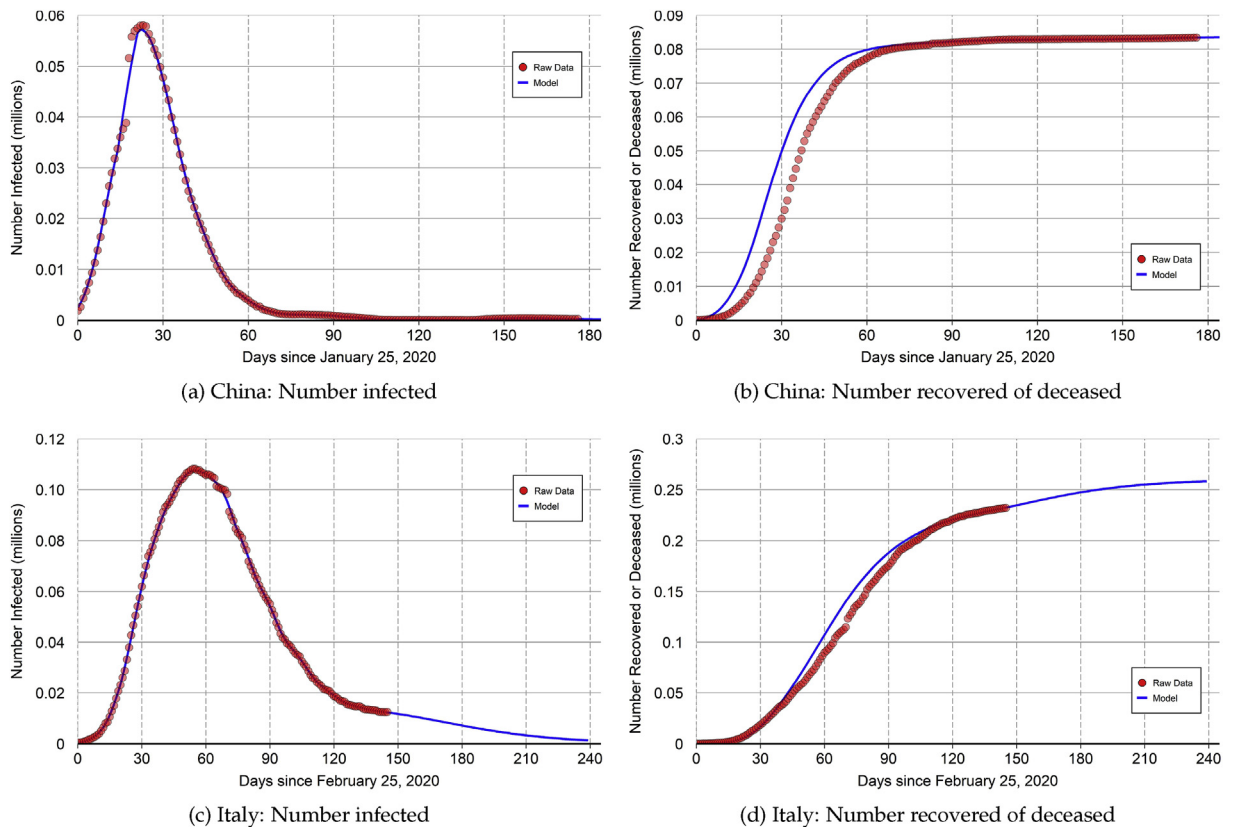 Number Infected (millions)
0.06
0.05
0.04
0.03
0.02
0.01
0
0 30 60 90 120 150 180
Days since January 25, 2020
Raw Data
Model
(a) China: Number infected
Number Recovered or Deceased (millions)
0.09
0.08
0.07
0.06
0.05
0.04
0.03
0.02
0.01
0
0 30 60 90 120 150 180
Days since January 25, 2020
Raw Data
Model
(b) China: Number recovered of deceased
Number Infected (millions)
0.12
0.10
0.08
0.06
0.04
0.02
0
0 30 60 90 120 150 180 210 240
Days since February 25, 2020
Raw Data
Model
(c) Italy: Number infected
Number Recovered or Deceased (millions)
0.3
0.25
0.2
0.15
0.1
0.05
0
0 30 60 90 120 150 180 210 240
Days since February 25, 2020
Raw Data
Model
(d) Italy: Number recovered of deceased